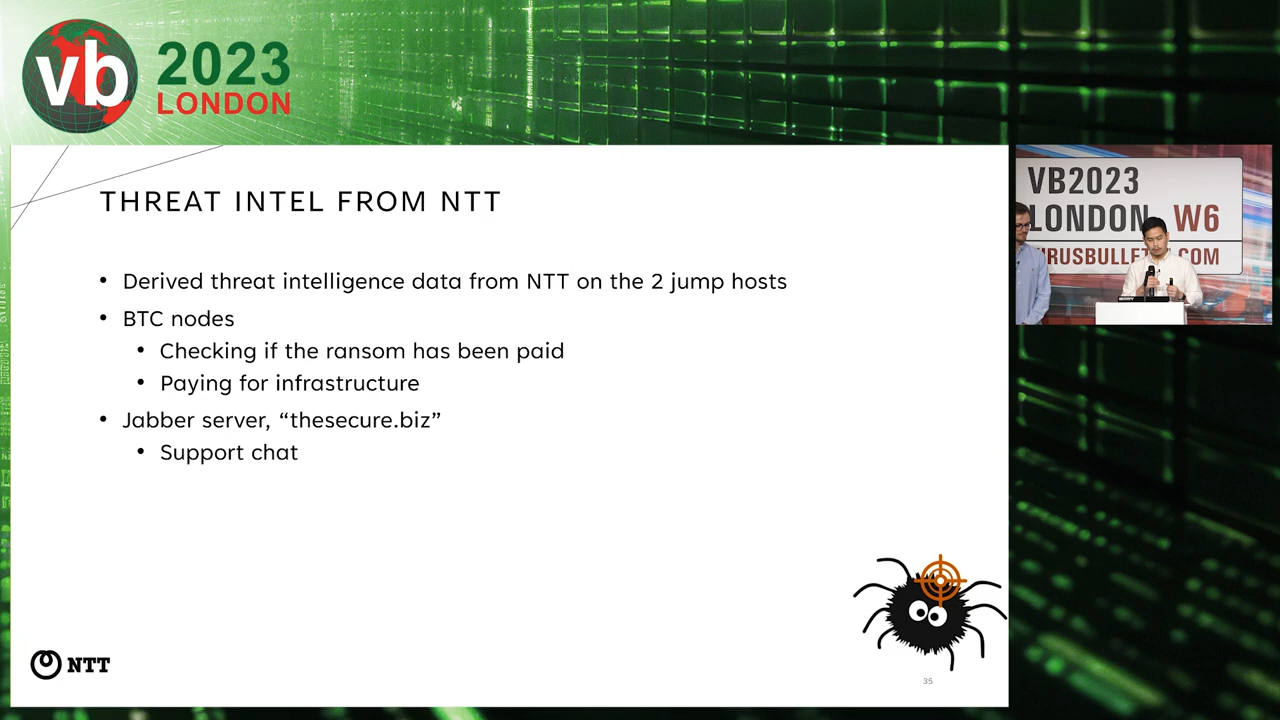 vb
2023
LONDON
THREAT INTEL FROM NTT
• Derived threat intelligence data from NTT on the 2 jump hosts
• BTC nodes
• Checking if the ransom has been paid
• Paying for infrastructure
• Jabber server, “thesecure.biz”
• Support chat
NTT
35
VB2023
LONDON W6
SONY